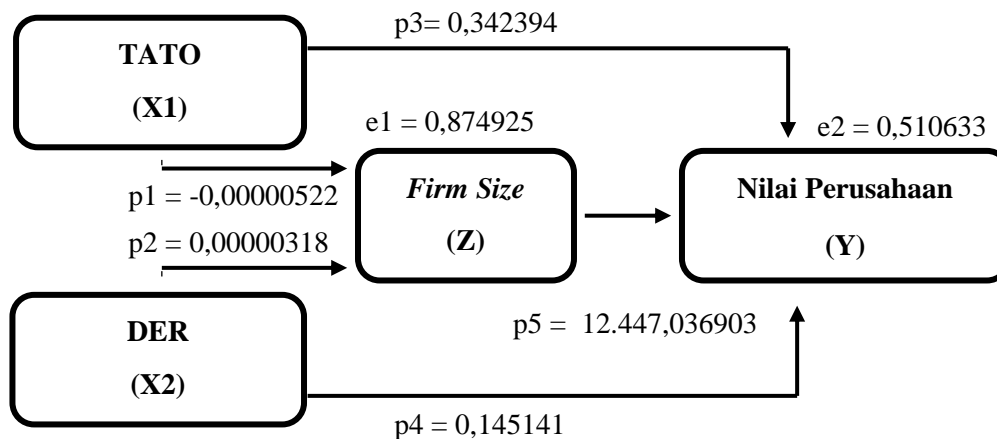 p3= 0,342394
TATO
(X1)
e1 = 0,874925
e2 = 0,510633
p1 = -0,00000522
p2 = 0,00000318
Firm Size
(Z)
Nilai Perusahaan
(Y)
DER
(X2)
p5 = 12.447,036903
p4 = 0,145141